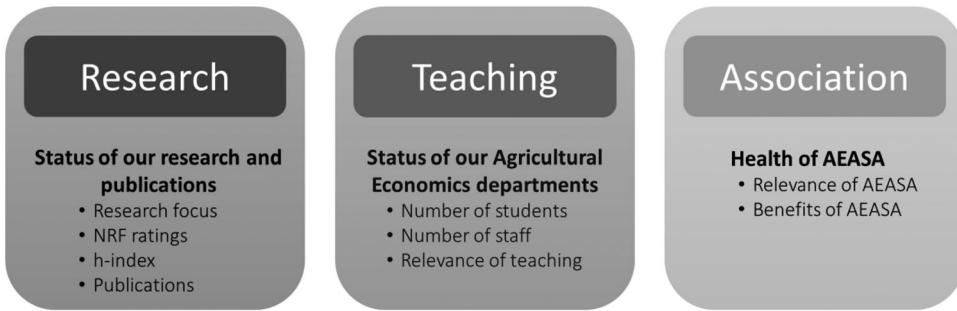 Research
Status of our research and
publications
• Research focus
• NRF ratings
• h-index
• Publications
Teaching
Status of our Agricultural
Economics departments
• Number of students
• Number of staff
• Relevance of teaching
Association
Health of AEASA
• Relevance of AEASA
• Benefits of AEASA